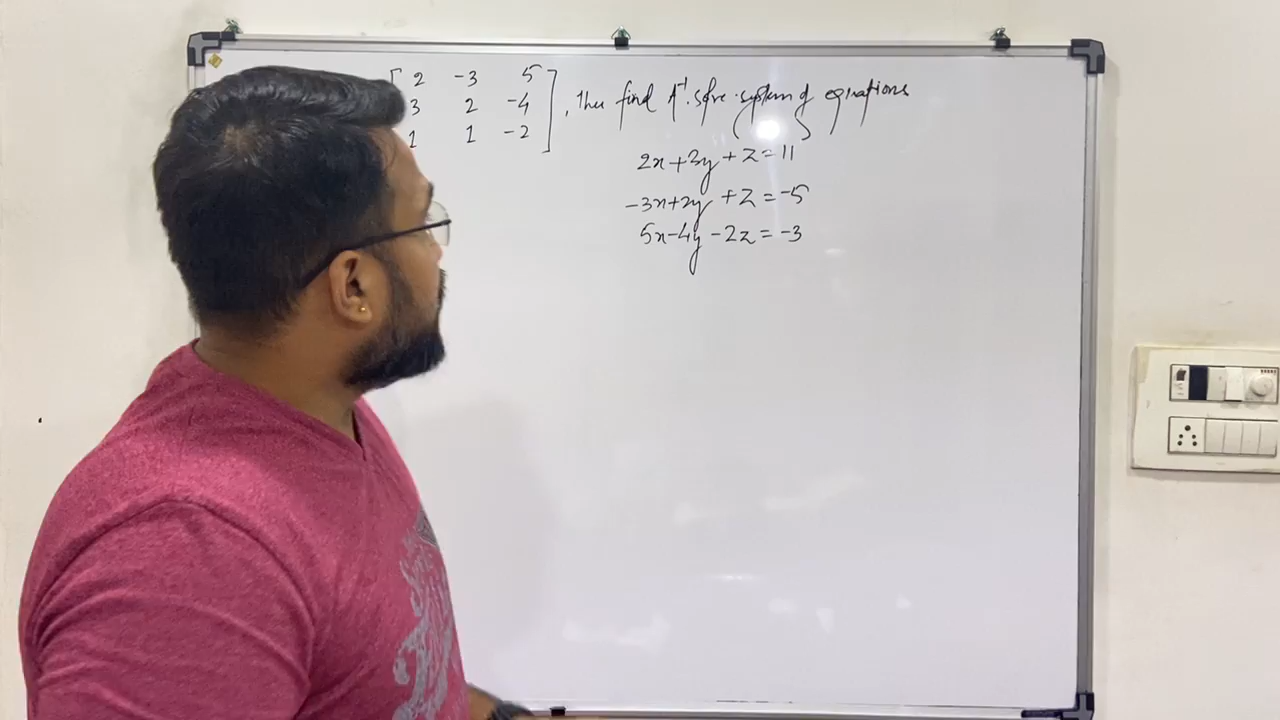 [2 -3 5
3 2 -4
1 1 -2], then find A⁻¹. solve system of equations
2x+3y+z=11
-3x+2y+z=-5
5x-4y-2z=-3